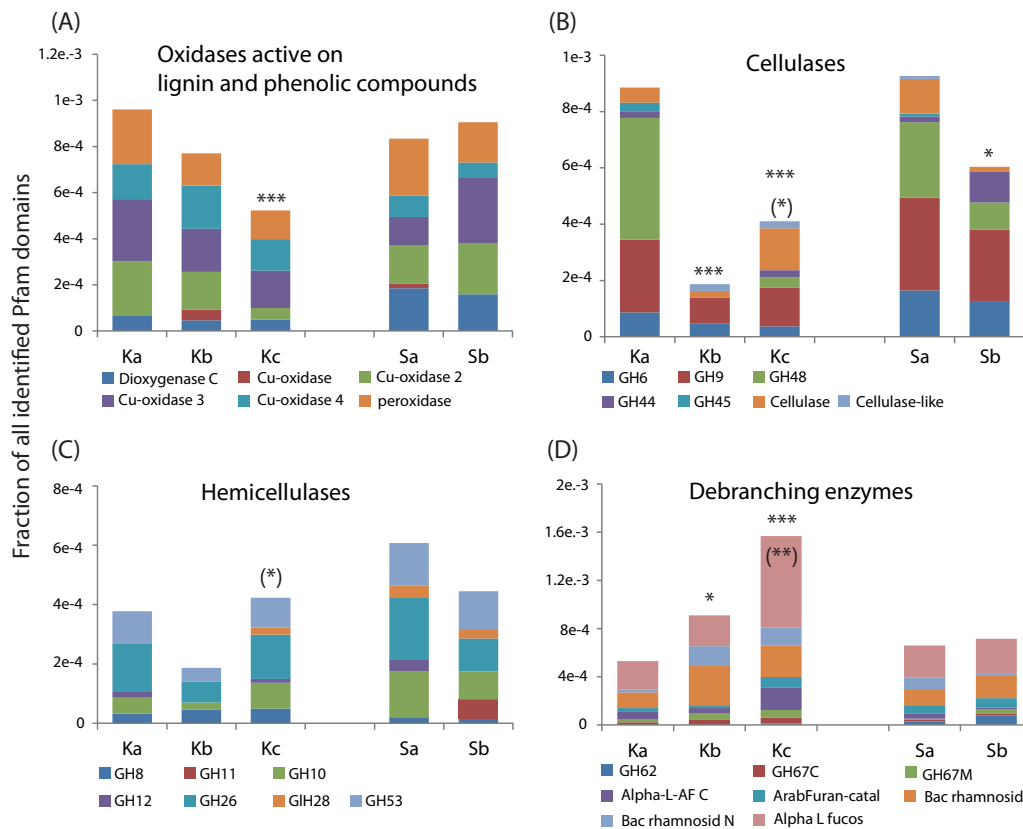 Fraction of all identified Pfam domains
(A)
Oxidases active on
lignin and phenolic compounds
1.2e.-3
1e-3
8e-4
6e-4
4e-4
2e-4
0
***
Ka Kb Kc Sa Sb
Dioxygenase C Cu-oxidase Cu-oxidase 2
Cu-oxidase 3 Cu-oxidase 4 peroxidase
(B)
Cellulases
1e-3
8e-4
6e-4
4e-4
2e-4
0
***
***
(*)
*
Ka Kb Kc Sa Sb
GH6 GH9 GH48
GH44 GH45 Cellulase Cellulase-like
(C)
Hemicellulases
8e-4
6e-4
4e-4
2e-4
0
(*)
Ka Kb Kc Sa Sb
GH8 GH11 GH10
GH12 GH26 GlH28 GH53
(D)
Debranching enzymes
2e.-3
1.6e.-3
1.2e-3
8e-4
4e-4
0
*
***
(**)
Ka Kb Kc Sa Sb
GH62 GH67C GH67M
Alpha-L-AF C ArabFuran-catal Bac rhamnosid
Bac rhamnosid N Alpha L fucos